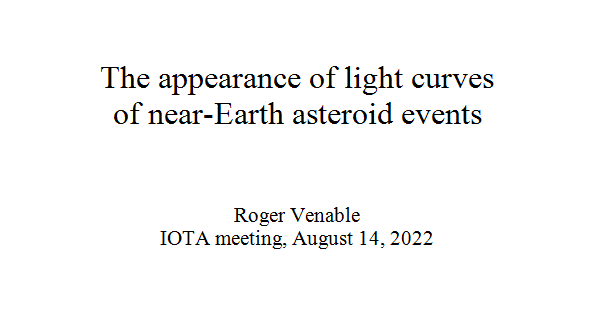 The appearance of light curves
of near-Earth asteroid events
Roger Venable
IOTA meeting, August 14, 2022